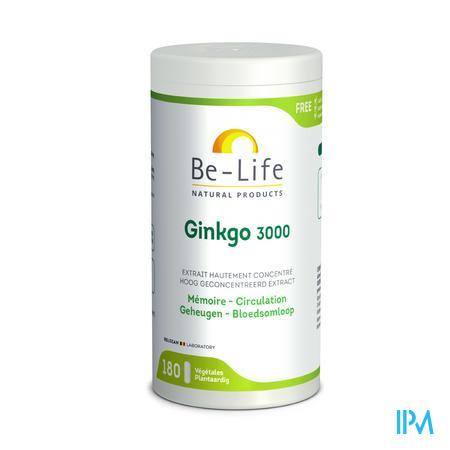 FREE
Be-Life
NATURAL PRODUCTS
Ginkgo 3000
EXTRAIT HAUTEMENT CONCENTRÉ
HOOG GECONCENTREERD EXTRACT
Mémoire - Circulation
Geheugen - Bloedsomloop
BELGIAN LABORATORY
180 Végétales
Plantaardig
IPM